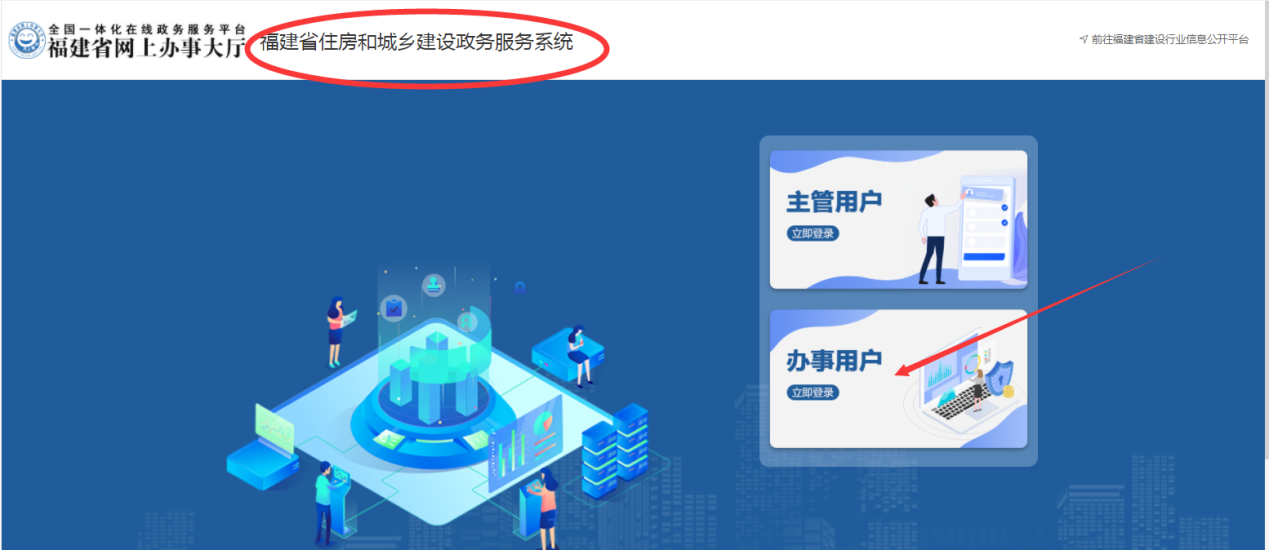 全国一体化在线政务服务平台
福建省网上办事大厅
福建省住房和城乡建设政务服务系统
前往福建省建设行业信息公开平台
主管用户
立即登录
办事用户
立即登录